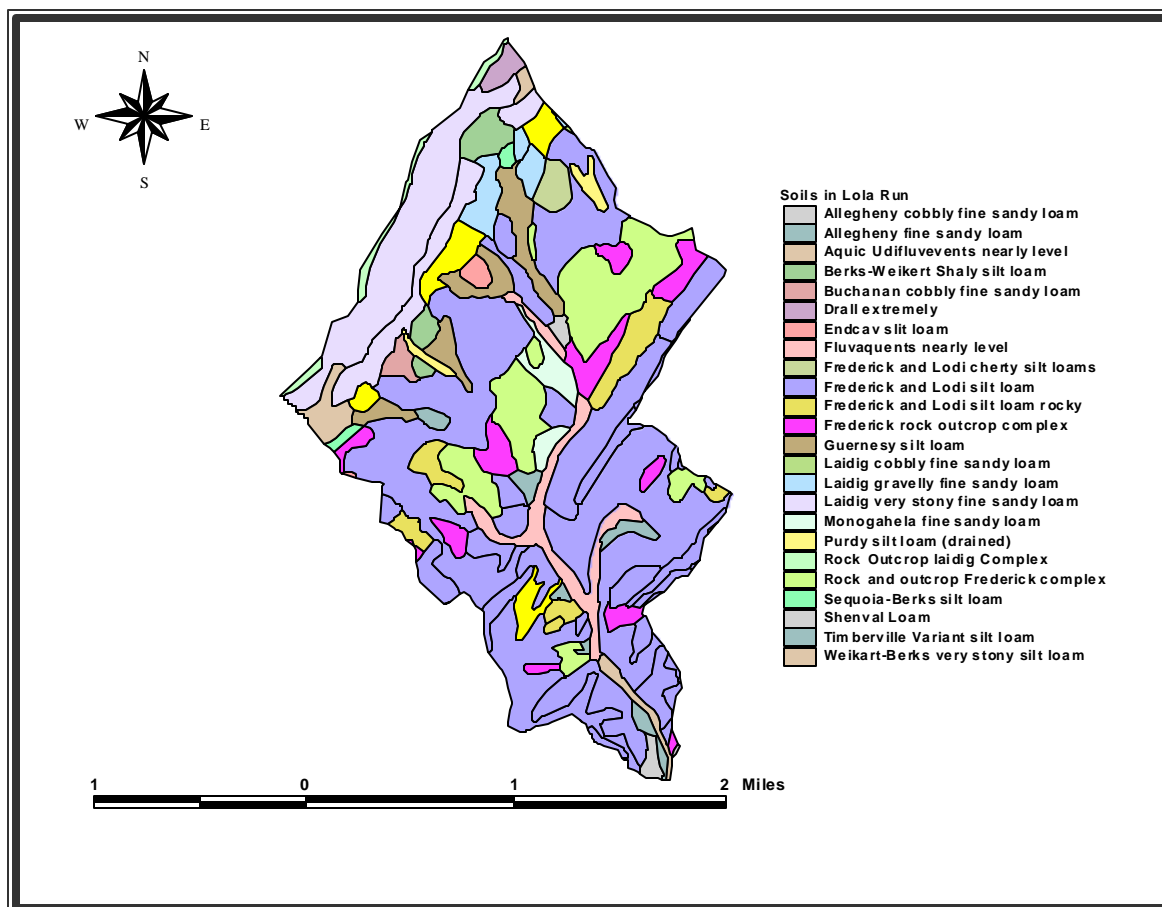 N
W
E
S
Soils in Lola Run
Allegheny cobbly fine sandy loam
Allegheny fine sandy loam
Aquic Udifluvevents nearly level
Berks-Weikert Shaly silt loam
Buchanan cobbly fine sandy loam
Drall extremely
Endcav slit loam
Fluvaquents nearly level
Frederick and Lodi cherty silt loams
Frederick and Lodi silt loam
Frederick and Lodi silt loam rocky
Frederick rock outcrop complex
Guernesy silt loam
Laidig cobbly fine sandy loam
Laidig gravelly fine sandy loam
Laidig very stony fine sandy loam
Monogahela fine sandy loam
Purdy silt loam (drained)
Rock Outcrop laidig Complex
Rock and outcrop Frederick complex
Sequoia-Berks silt loam
Shenval Loam
Timberville Variant silt loam
Weikart-Berks very stony silt loam
1 0 1 2 Miles